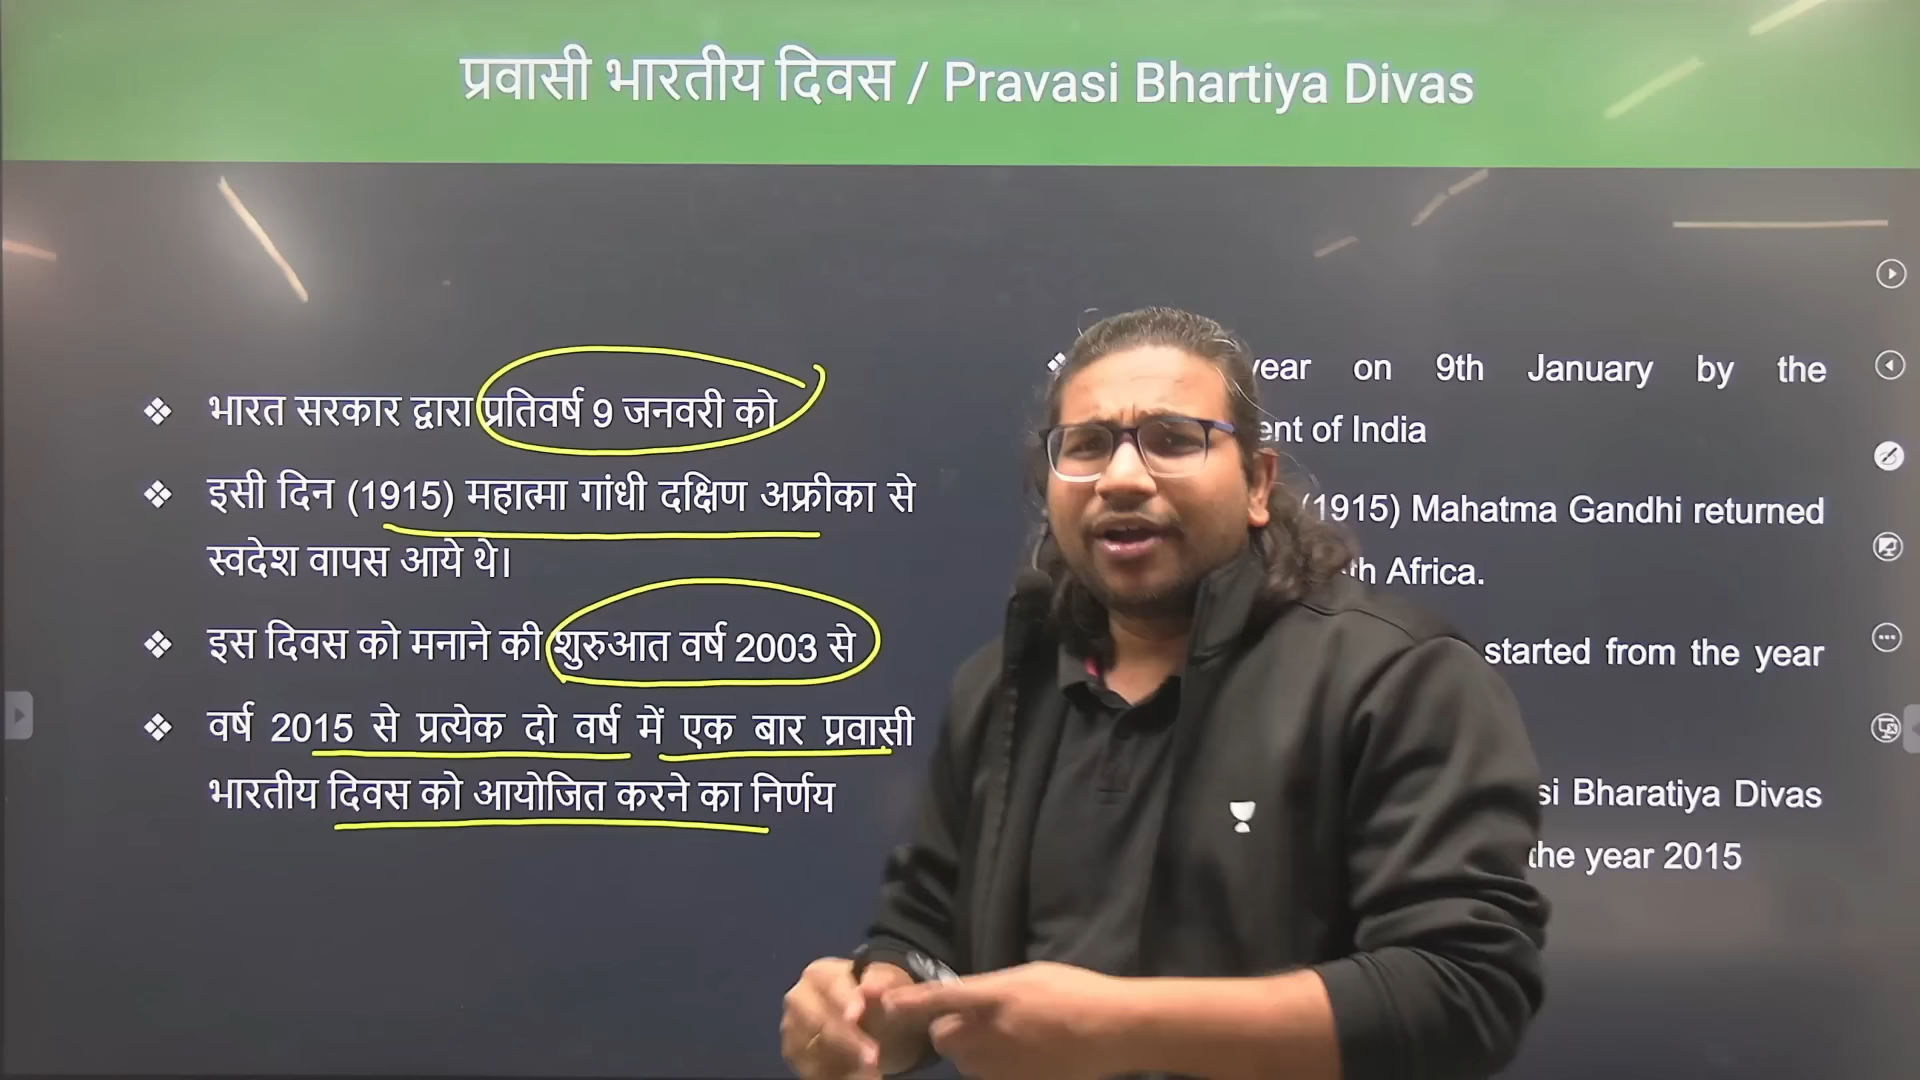 प्रवासी भारतीय दिवस / Pravasi Bhartiya Divas
❖ भारत सरकार द्वारा प्रतिवर्ष 9 जनवरी को
❖ इसी दिन (1915) महात्मा गांधी दक्षिण अफ्रीका से
स्वदेश वापस आये थे।
❖ इस दिवस को मनाने की शुरुआत वर्ष 2003 से
❖ वर्ष 2015 से प्रत्येक दो वर्ष में एक बार प्रवासी
भारतीय दिवस को आयोजित करने का निर्णय
❖ year on 9th January by the
of India
(1915) Mahatma Gandhi returned
Africa.
started from the year
Bharatiya Divas
the year 2015